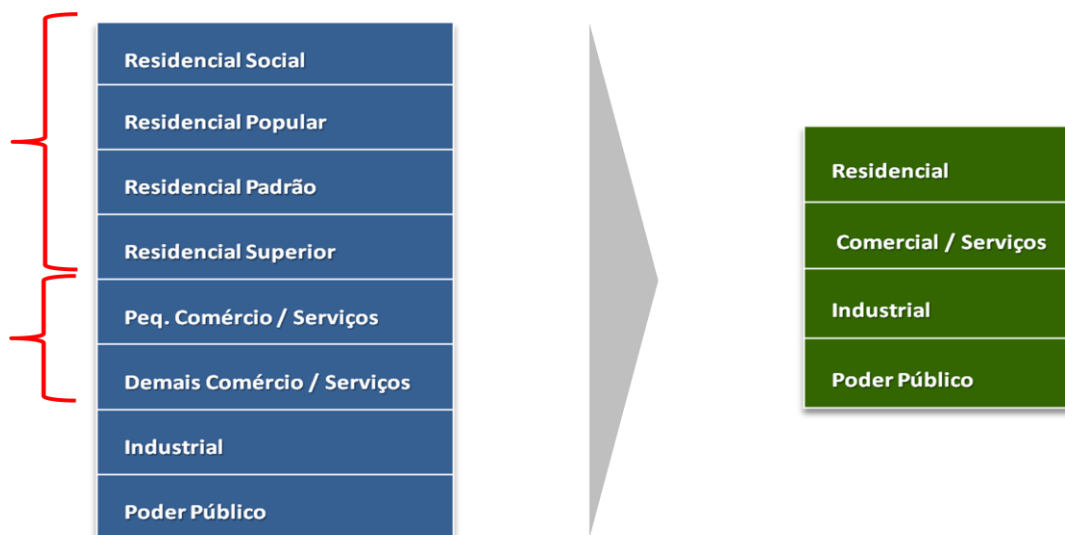 Residencial Social
Residencial Popular
Residencial Padrão
Residencial Superior
Peq. Comércio / Serviços
Demais Comércio / Serviços
Industrial
Poder Público
Residencial
Comercial / Serviços
Industrial
Poder Público